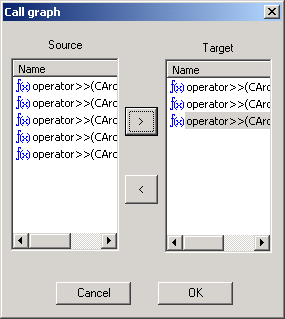 Call graph
Source
Target
Name
f(x) operator>>(CArc
f(x) operator>>(CArc
f(x) operator>>(CArc
f(x) operator>>(CArc
f(x) operator>>(CArc
>
<
Name
f(x) operator>>(CArc
f(x) operator>>(CArc
f(x) operator>>(CArc
Cancel
OK